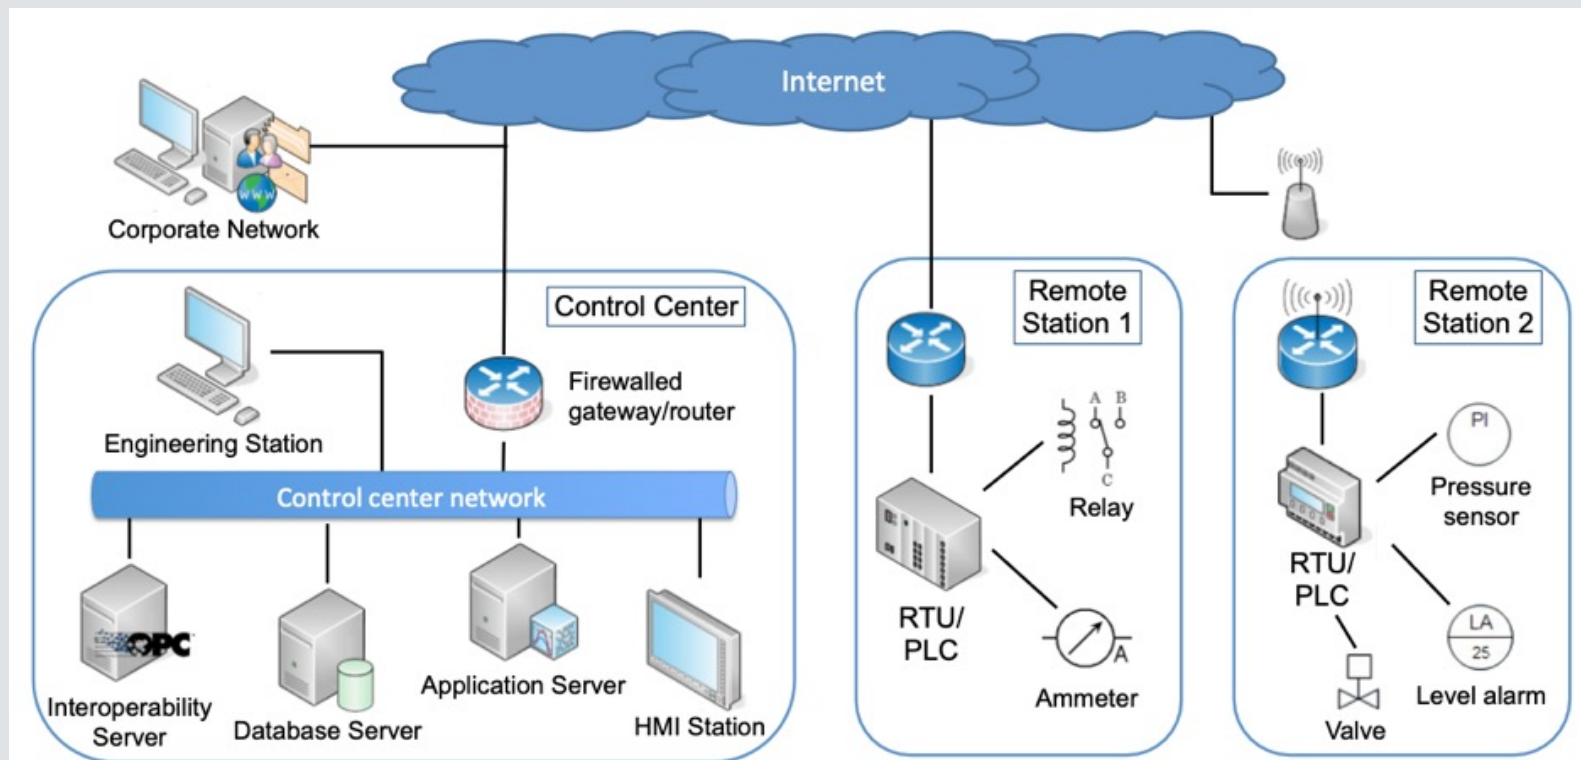 Internet
WWW
Corporate Network
Control Center
Engineering Station
Firewalled
gateway/router
Control center network
OPC
Interoperability
Server
Database Server
Application Server
HMI Station
Remote
Station 1
A B
C
Relay
RTU/
PLC
A
Ammeter
Remote
Station 2
PI
Pressure
sensor
RTU/
PLC
LA
25
Level alarm
Valve